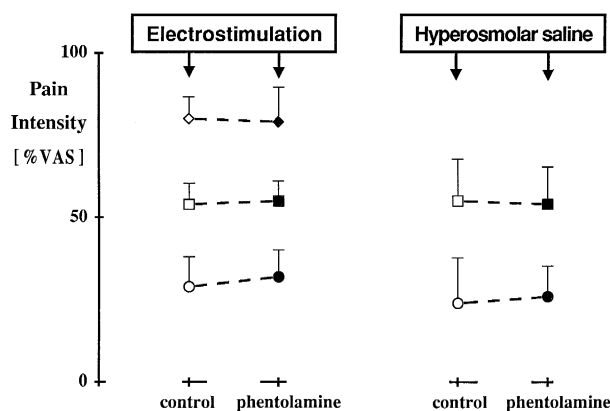 Electrostimulation
Hyperosmolar saline
100
Pain
Intensity
[ %VAS]
50
0
control
phentolamine
control
phentolamine